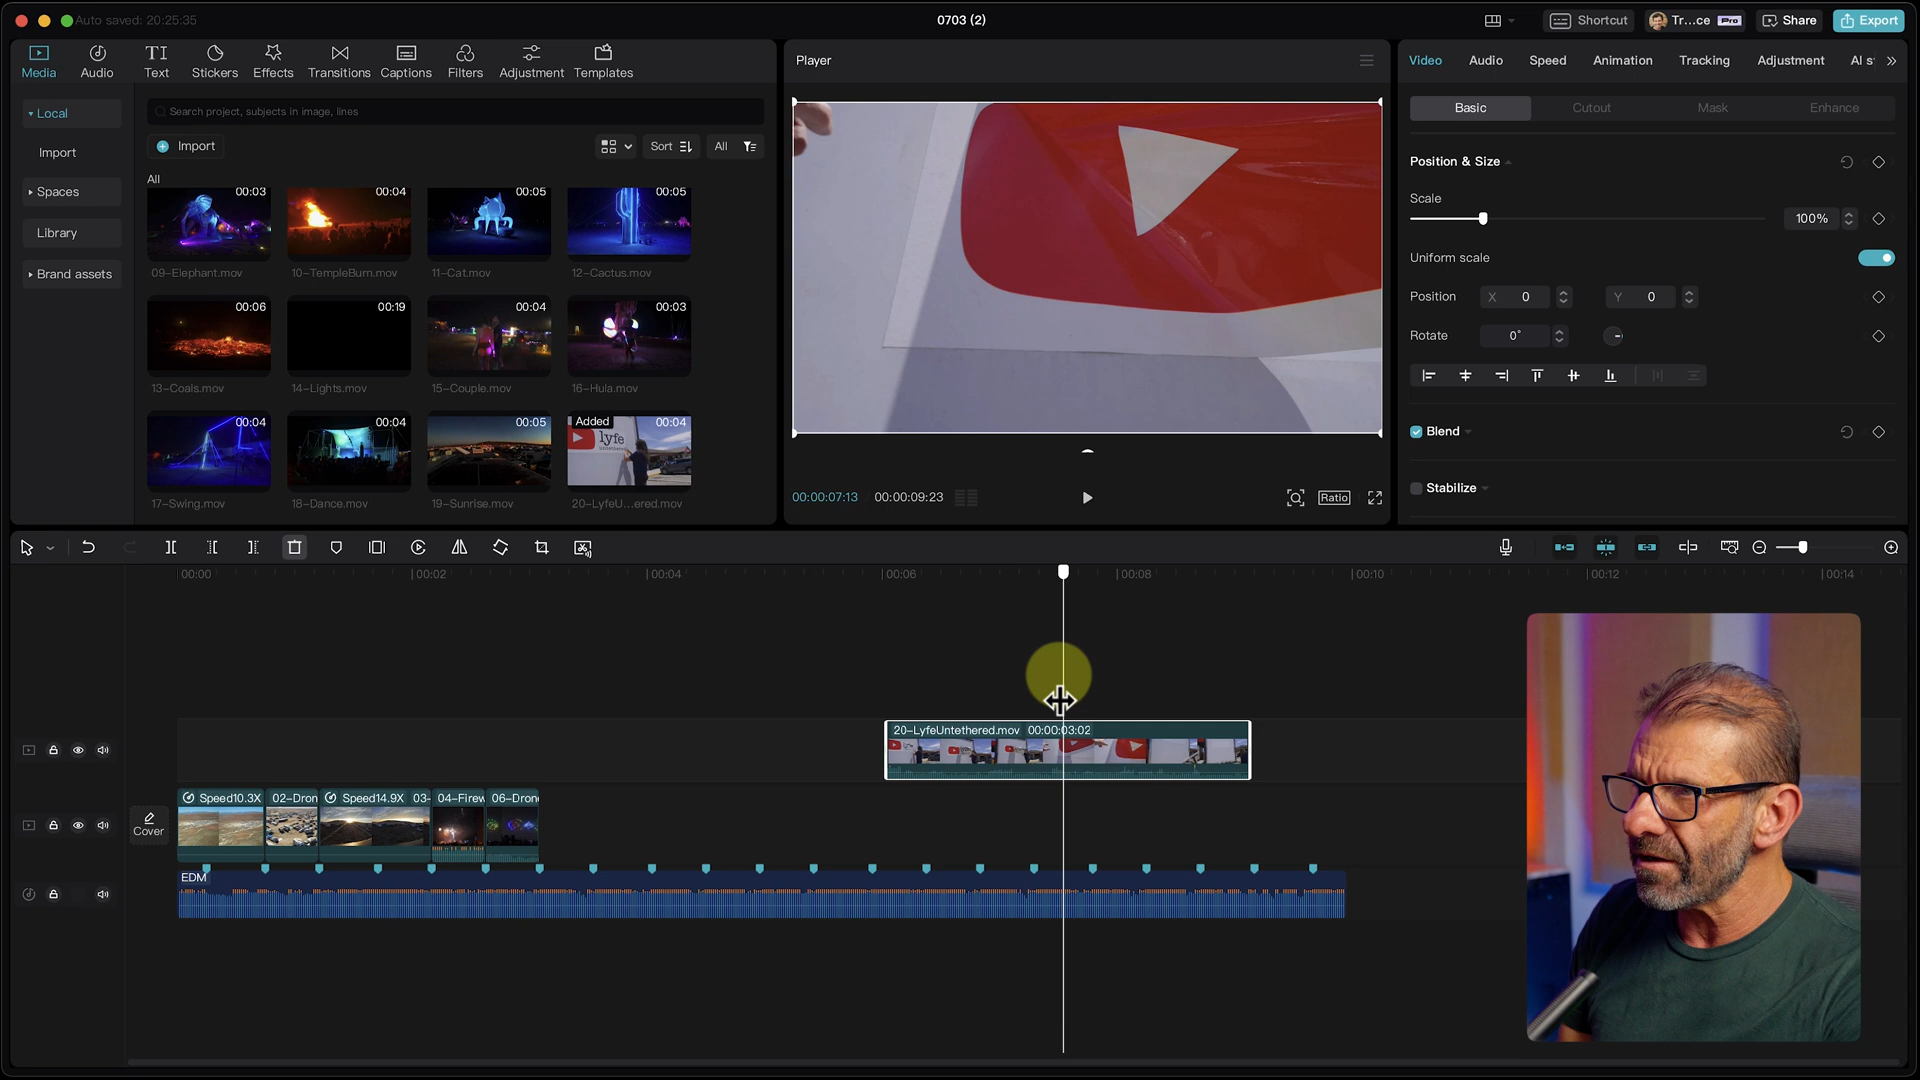 Auto saved: 20:25:35
0703 (2)
Shortcut
Tr...ce
Pro
Share
Export
Media
Audio
Text
Stickers
Effects
Transitions
Captions
Filters
Adjustment
Templates
Local
Import
Spaces
Library
Brand assets
Search project, subjects in image, lines
Import
Sort
All
All
00:03
00:04
00:05
00:05
09-Elephant.mov
10-TempleBurn.mov
11-Cat.mov
12-Cactus.mov
00:06
00:19
00:04
00:03
13-Coals.mov
14-Lights.mov
15-Couple.mov
16-Hula.mov
00:04
00:04
00:05
Added
00:04
lyfe
17-Swing.mov
18-Dance.mov
19-Sunrise.mov
20-LyfeU...ered.mov
Player
00:00:07:13
00:00:09:23
Ratio
Video
Audio
Speed
Animation
Tracking
Adjustment
AI s
Basic
Cutout
Mask
Enhance
Position & Size
Scale
100%
Uniform scale
Position
X 0
Y 0
Rotate
0°
Blend
Stabilize
00:00
00:02
00:04
00:06
00:08
00:10
00:12
00:14
20-LyfeUntethered.mov 00:00:03:02
Cover
Speed10.3X
02-Dron
Speed14.9X
03-
04-Firew
06-Drone
EDM